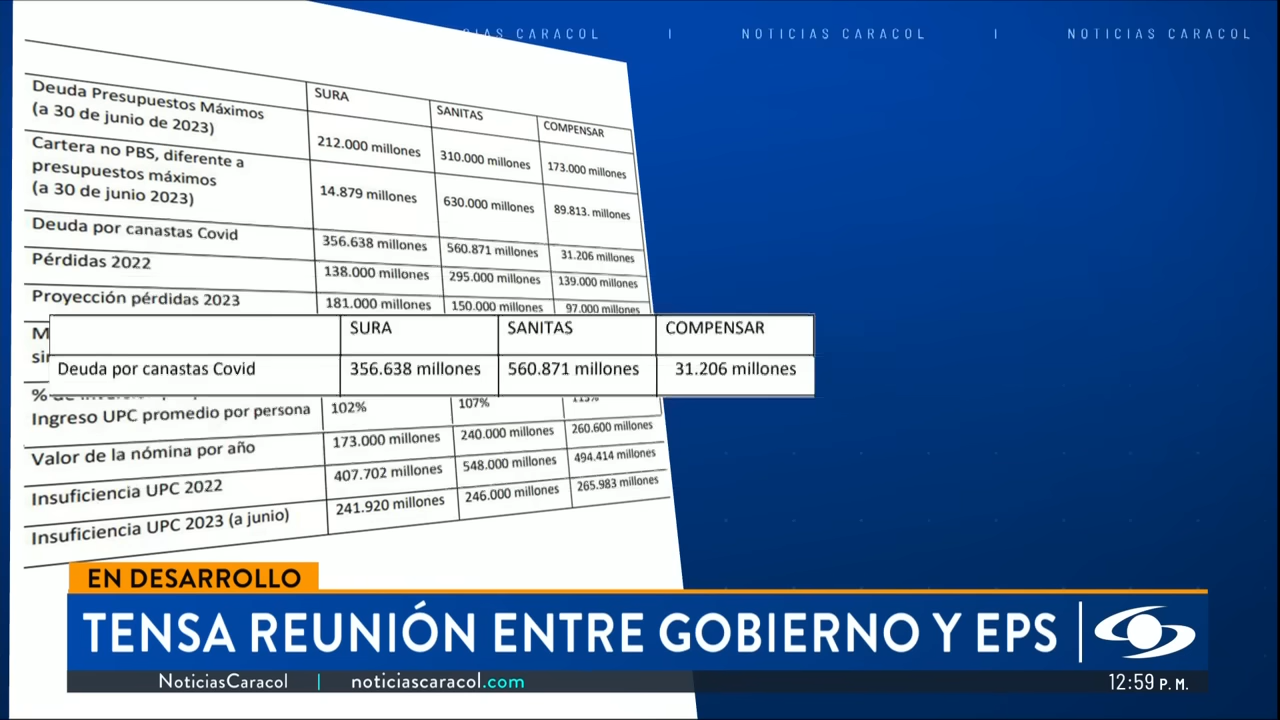 CIAS CARACOL | NOTICIAS CARACOL | NOTICIAS CARACOL
SURA SANITAS COMPENSAR
Deuda Presupuestos Máximos
(a 30 de junio de 2023)
212.000 millones 310.000 millones 173.000 millones
Cartera no PBS, diferente a
presupuestos máximos
(a 30 de junio 2023)
14.879 millones 630.000 millones 89.813. millones
Deuda por canastas Covid 356.638 millones 560.871 millones 31.206 millones
Pérdidas 2022 138.000 millones 295.000 millones 139.000 millones
Proyección pérdidas 2023 181.000 millones 150.000 millones 97.000 millones
SURA SANITAS COMPENSAR
Deuda por canastas Covid 356.638 millones 560.871 millones 31.206 millones
Ingreso UPC promedio por persona 102% 107%
Valor de la nómina por año 173.000 millones 240.000 millones 260.600 millones
Insuficiencia UPC 2022 407.702 millones 548.000 millones 494.414 millones
Insuficiencia UPC 2023 (a junio) 241.920 millones 246.000 millones 265.983 millones
EN DESARROLLO
TENSA REUNIÓN ENTRE GOBIERNO Y EPS
NoticiasCaracol | noticiascaracol.com 12:59 P. M.